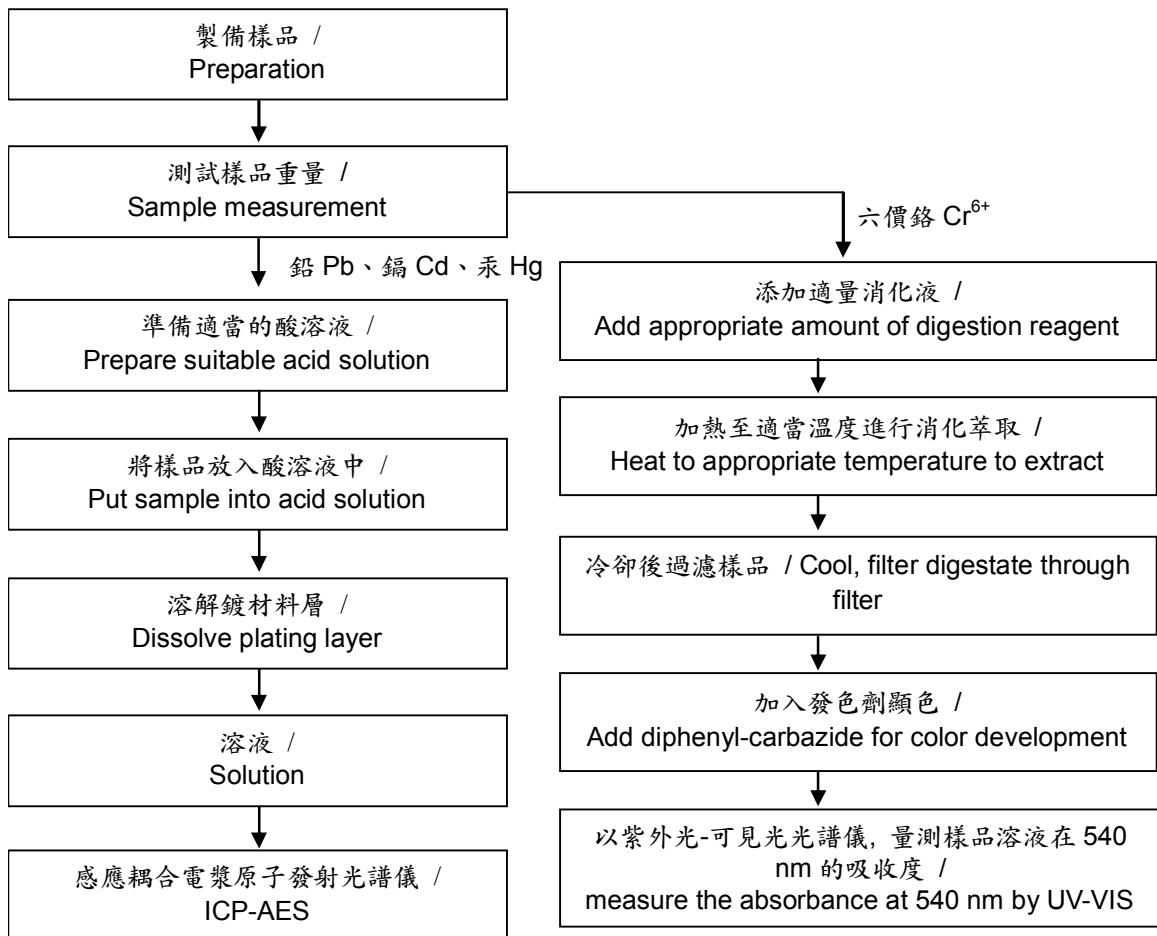 製備樣品 /
Preparation
測試樣品重量 /
Sample measurement
鉛 Pb、鎘 Cd、汞 Hg
準備適當的酸溶液 /
Prepare suitable acid solution
將樣品放入酸溶液中 /
Put sample into acid solution
溶解鍍材料層 /
Dissolve plating layer
溶液 /
Solution
感應耦合電漿原子發射光譜儀 /
ICP-AES
六價鉻 Cr6+
添加適量消化液 /
Add appropriate amount of digestion reagent
加熱至適當溫度進行消化萃取 /
Heat to appropriate temperature to extract
冷卻後過濾樣品 / Cool, filter digestate through
filter
加入發色劑顯色 /
Add diphenyl-carbazide for color development
以紫外光-可見光光譜儀, 量測樣品溶液在 540
nm 的吸收度 /
measure the absorbance at 540 nm by UV-VIS